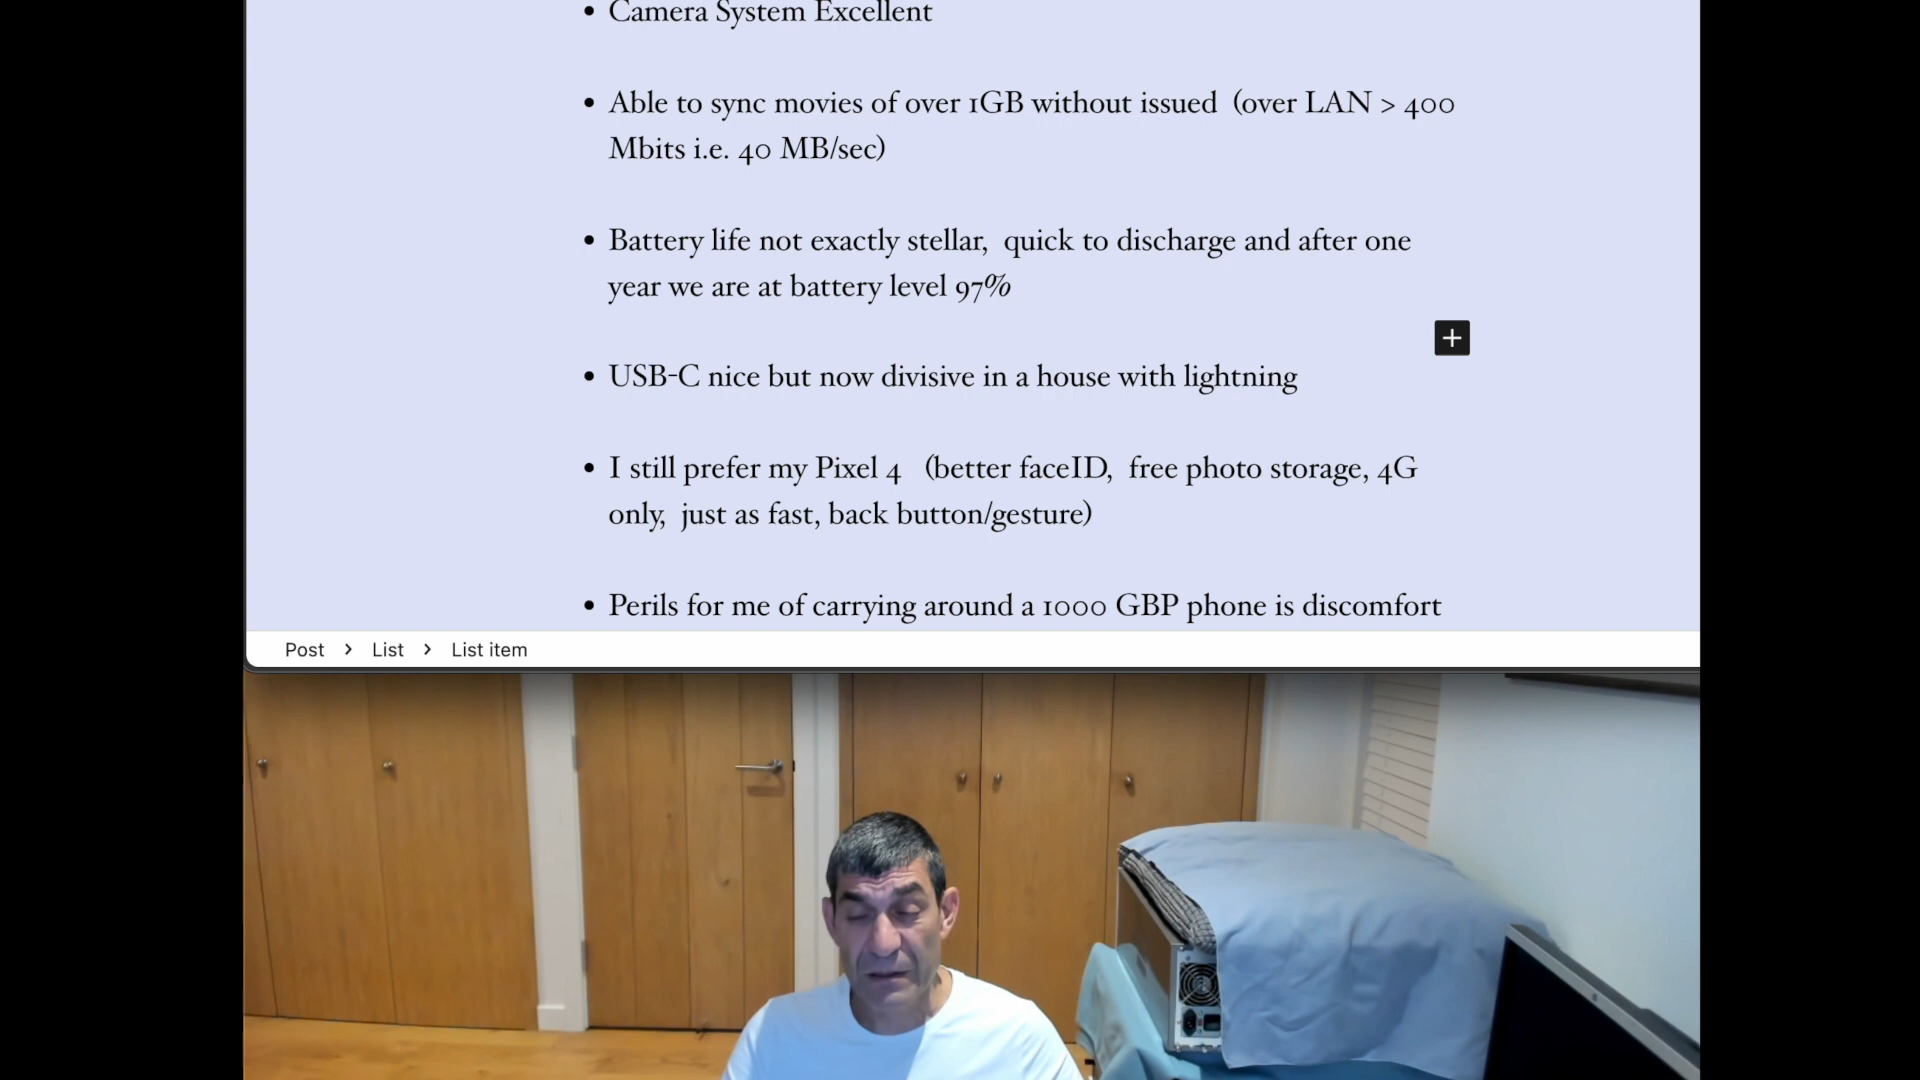 • Camera System Excellent
• Able to sync movies of over 1GB without issued (over LAN > 400
Mbits i.e. 40 MB/sec)
• Battery life not exactly stellar, quick to discharge and after one
year we are at battery level 97%
• USB-C nice but now divisive in a house with lightning
• I still prefer my Pixel 4 (better faceID, free photo storage, 4G
only, just as fast, back button/gesture)
• Perils for me of carrying around a 1000 GBP phone is discomfort
Post > List > List item